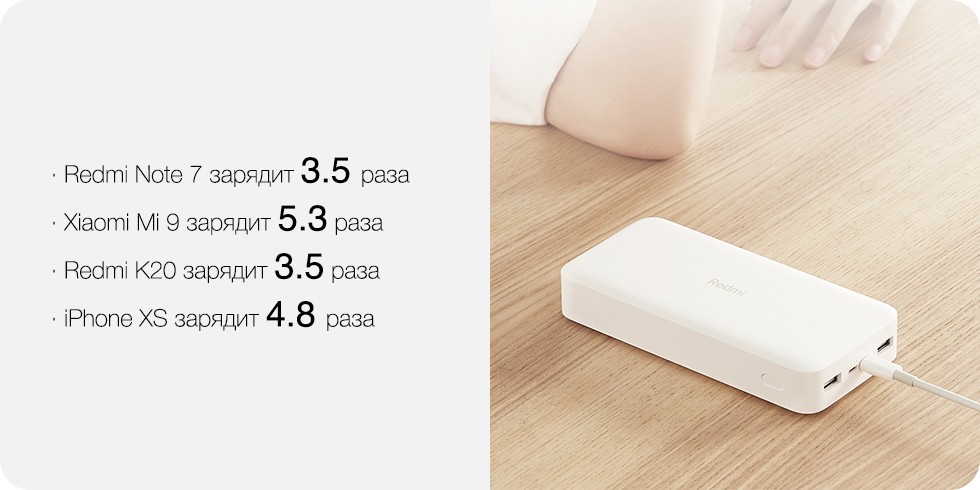 · Redmi Note 7 зарядит 3.5 раза
· Xiaomi Mi 9 зарядит 5.3 раза
· Redmi K20 зарядит 3.5 раза
· iPhone XS зарядит 4.8 раза
Redmi